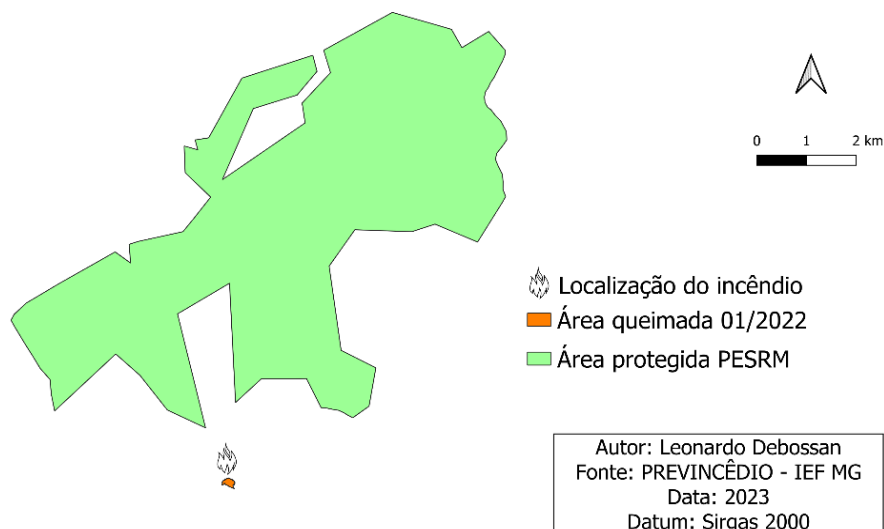 0 1 2 km
Localização do incêndio
Área queimada 01/2022
Área protegida PESRM
Autor: Leonardo Debossan
Fonte: PREVINCÊDIO - IEF MG
Data: 2023
Datum: Sirgas 2000